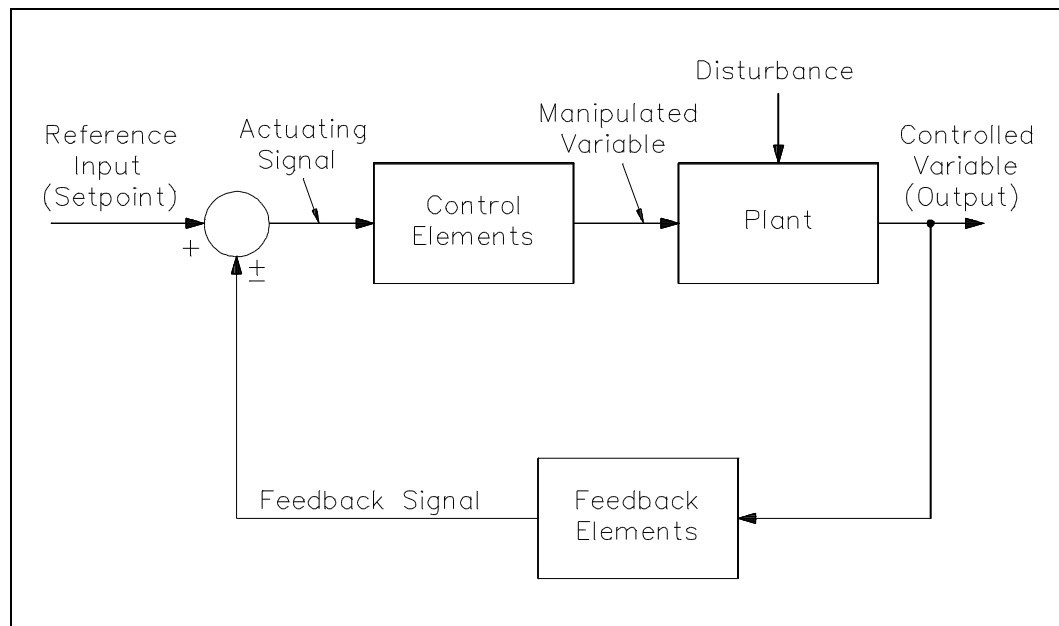 Disturbance
Reference
Input
(Setpoint)
Actuating
Signal
Manipulated
Variable
Controlled
Variable
(Output)
Control
Elements
Plant
+
±
Feedback Signal
Feedback
Elements